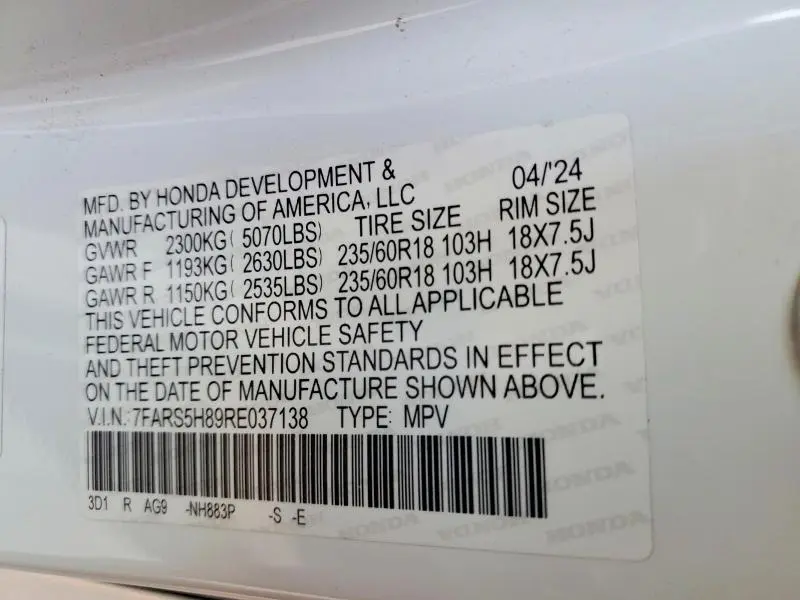 MFD. BY HONDA DEVELOPMENT & 04/'24
MANUFACTURING OF AMERICA, LLC
GVWR 2300KG( 5070LBS) TIRE SIZE RIM SIZE
GAWR F 1193KG( 2630LBS) 235/60R18 103H 18X7.5J
GAWR R 1150KG( 2535LBS) 235/60R18 103H 18X7.5J
THIS VEHICLE CONFORMS TO ALL APPLICABLE
FEDERAL MOTOR VEHICLE SAFETY
AND THEFT PREVENTION STANDARDS IN EFFECT
ON THE DATE OF MANUFACTURE SHOWN ABOVE.
V.I.N.:7FARS5H89RE037138 TYPE: MPV
3D1 R AG9 -NH883P -S -E